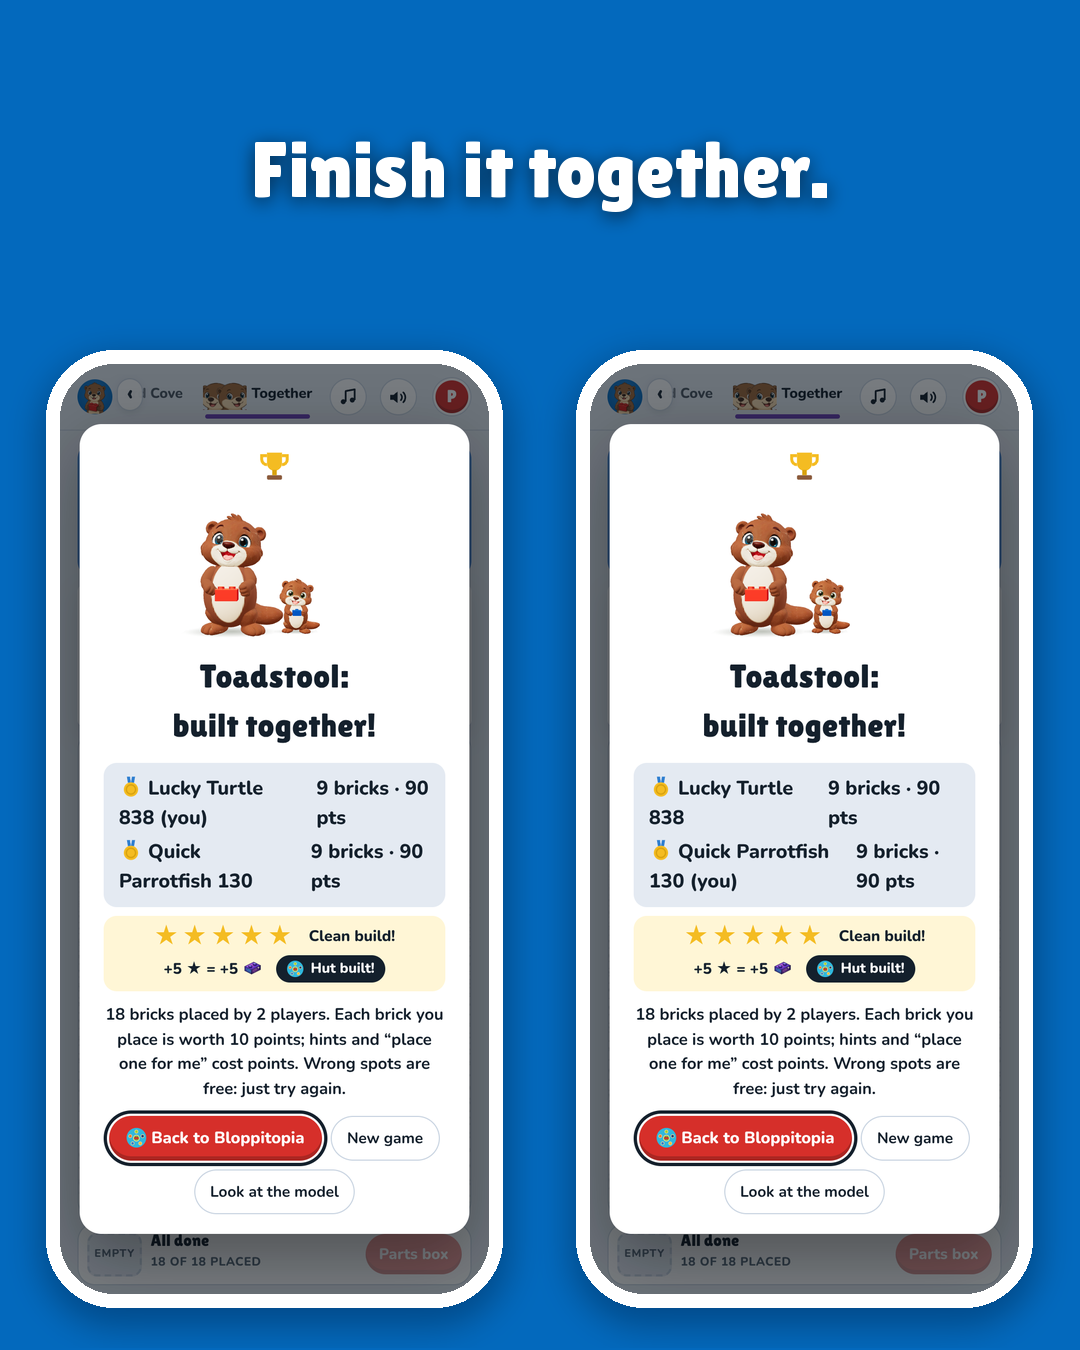 Finish it together.
Cove
Together
P
Toadstool:
built together!
Lucky Turtle
838 (you)
9 bricks · 90
pts
Quick
Parrotfish 130
9 bricks · 90
pts
Clean build!
+5 ★ = +5
Hut built!
18 bricks placed by 2 players. Each brick you
place is worth 10 points; hints and “place
one for me” cost points. Wrong spots are
free: just try again.
Back to Bloppitopia
New game
Look at the model
EMPTY
All done
18 OF 18 PLACED
Parts box
Cove
Together
P
Toadstool:
built together!
Lucky Turtle
838
9 bricks · 90
pts
Quick Parrotfish
130 (you)
9 bricks ·
90 pts
Clean build!
+5 ★ = +5
Hut built!
18 bricks placed by 2 players. Each brick you
place is worth 10 points; hints and “place
one for me” cost points. Wrong spots are
free: just try again.
Back to Bloppitopia
New game
Look at the model
EMPTY
All done
18 OF 18 PLACED
Parts box